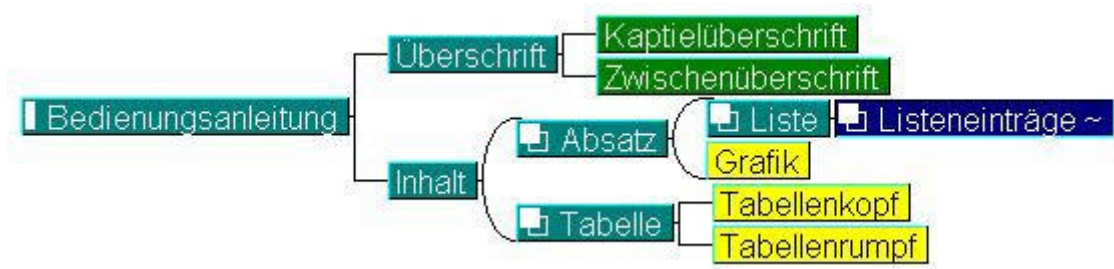 Kaptielüberschrift
Überschrift
Zwischenüberschrift
Bedienungsanleitung
Liste
Listeneinträge ~
Absatz
Grafik
Inhalt
Tabellenkopf
Tabelle
Tabellenrumpf